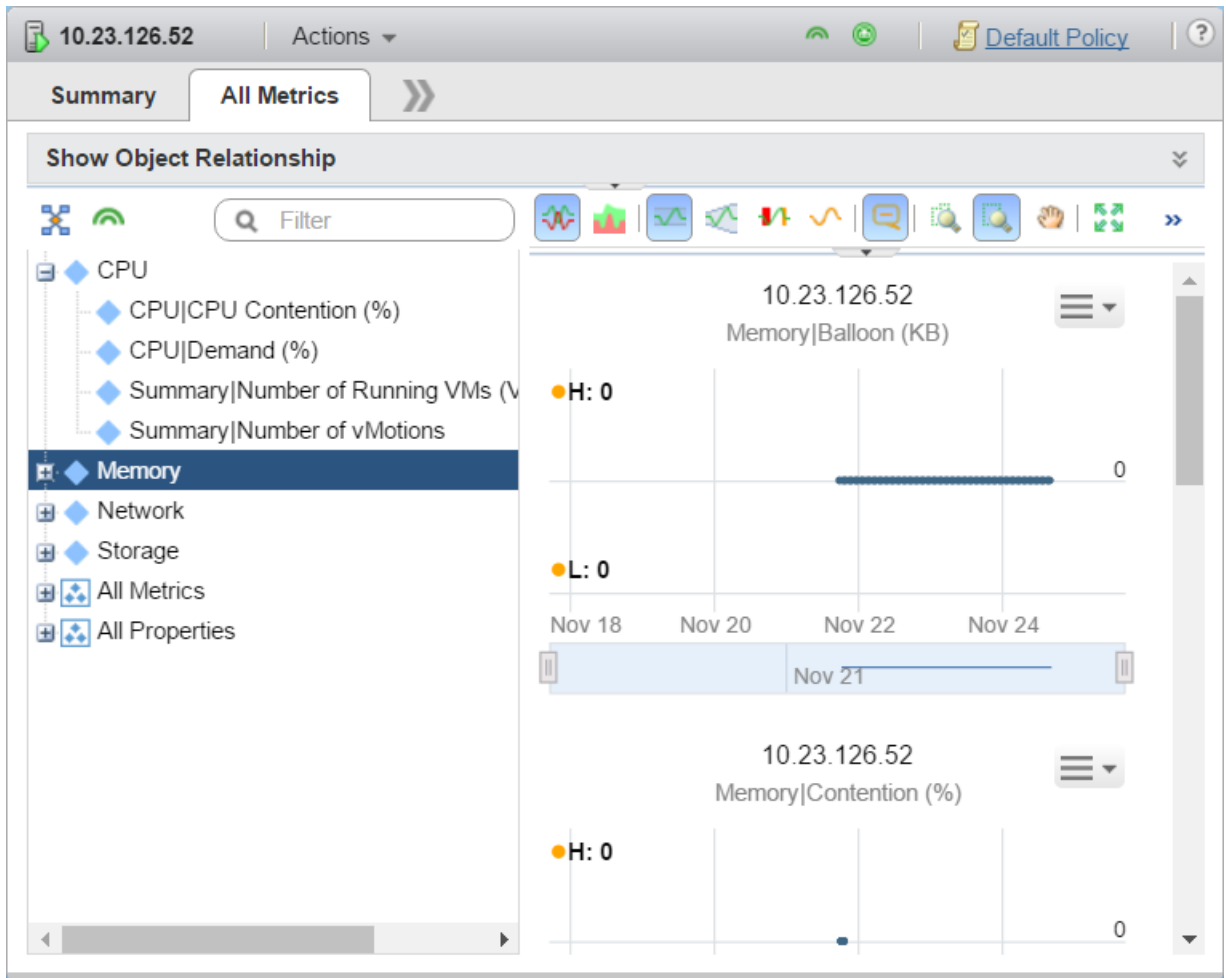 10.23.126.52 Actions Default Policy ?
Summary All Metrics
Show Object Relationship
Filter
CPU
CPU|CPU Contention (%)
CPU|Demand (%)
Summary|Number of Running VMs (V
Summary|Number of vMotions
Memory
Network
Storage
All Metrics
All Properties
10.23.126.52
Memory|Balloon (KB)
H: 0
0
L: 0
Nov 18 Nov 20 Nov 22 Nov 24
Nov 21
10.23.126.52
Memory|Contention (%)
H: 0
0